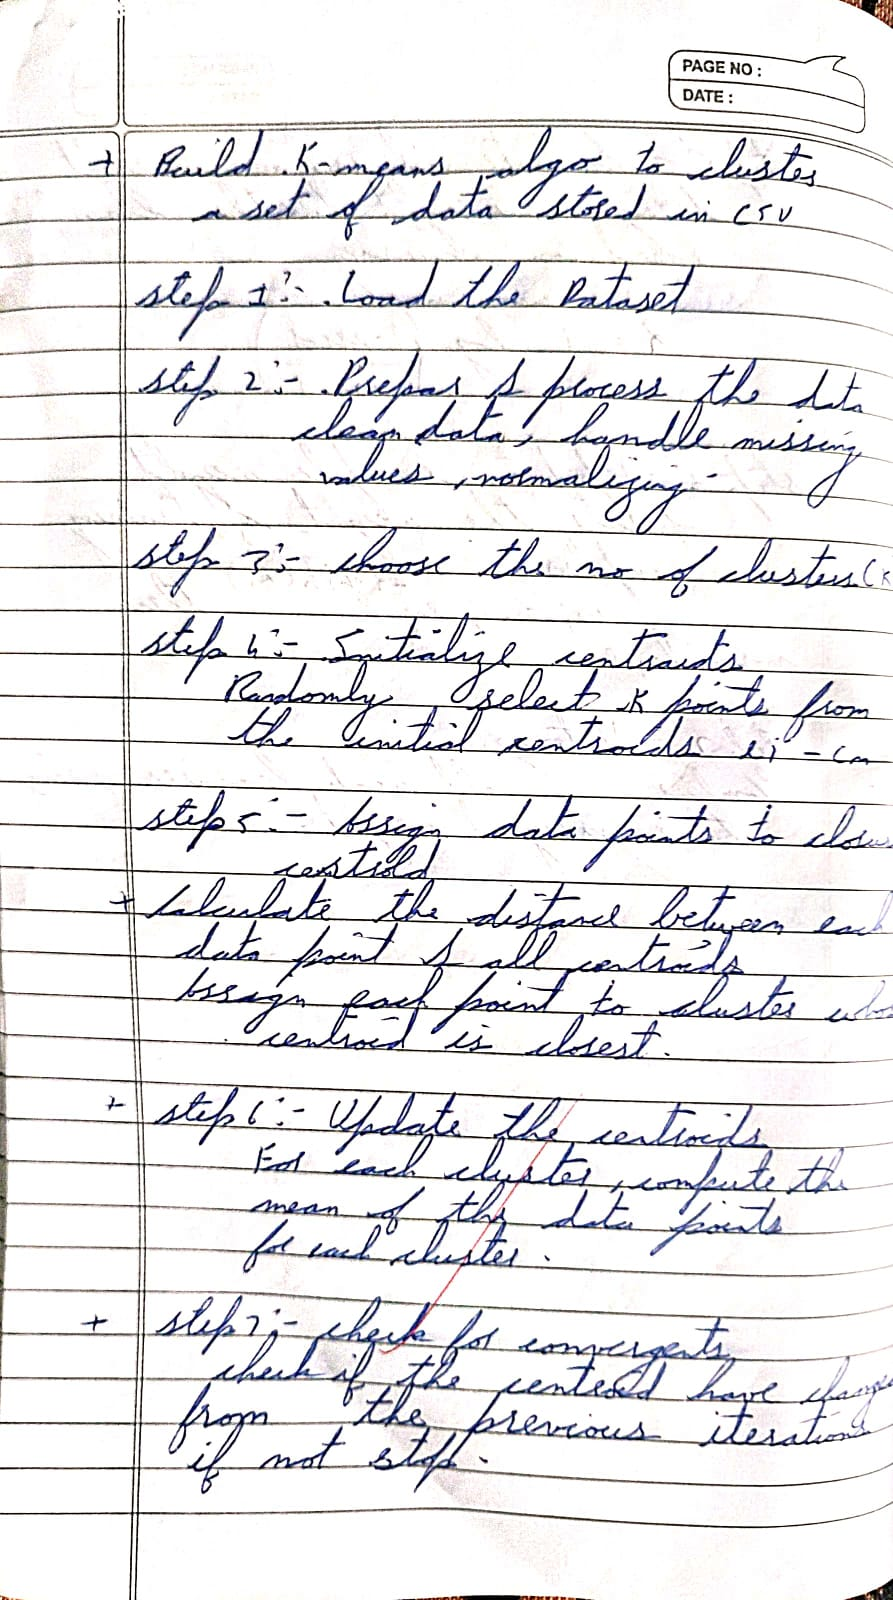 PAGE NO :
DATE :
+ Build K-means algo to cluster
a set of data stored in CSV
step 1:- Load the Dataset
step 2:- Prepar & process the data
clean data, handle missing
values, normalizing
step 3:- choose the no of clusters (K
step 4:- Initialize centroids
Randomly select K points from
the initial centroids
step 5:- Assign data points to
centroid
+ Calculate the distance between each
data point & all centroids
Assign each point to cluster
centroid is closest.
+ step 6:- Update the centroids
For each cluster, compute the
mean of the data points
for each cluster.
+ step 7:- check for convergents
check if the centroid have
from the previous iterations
if not stop.